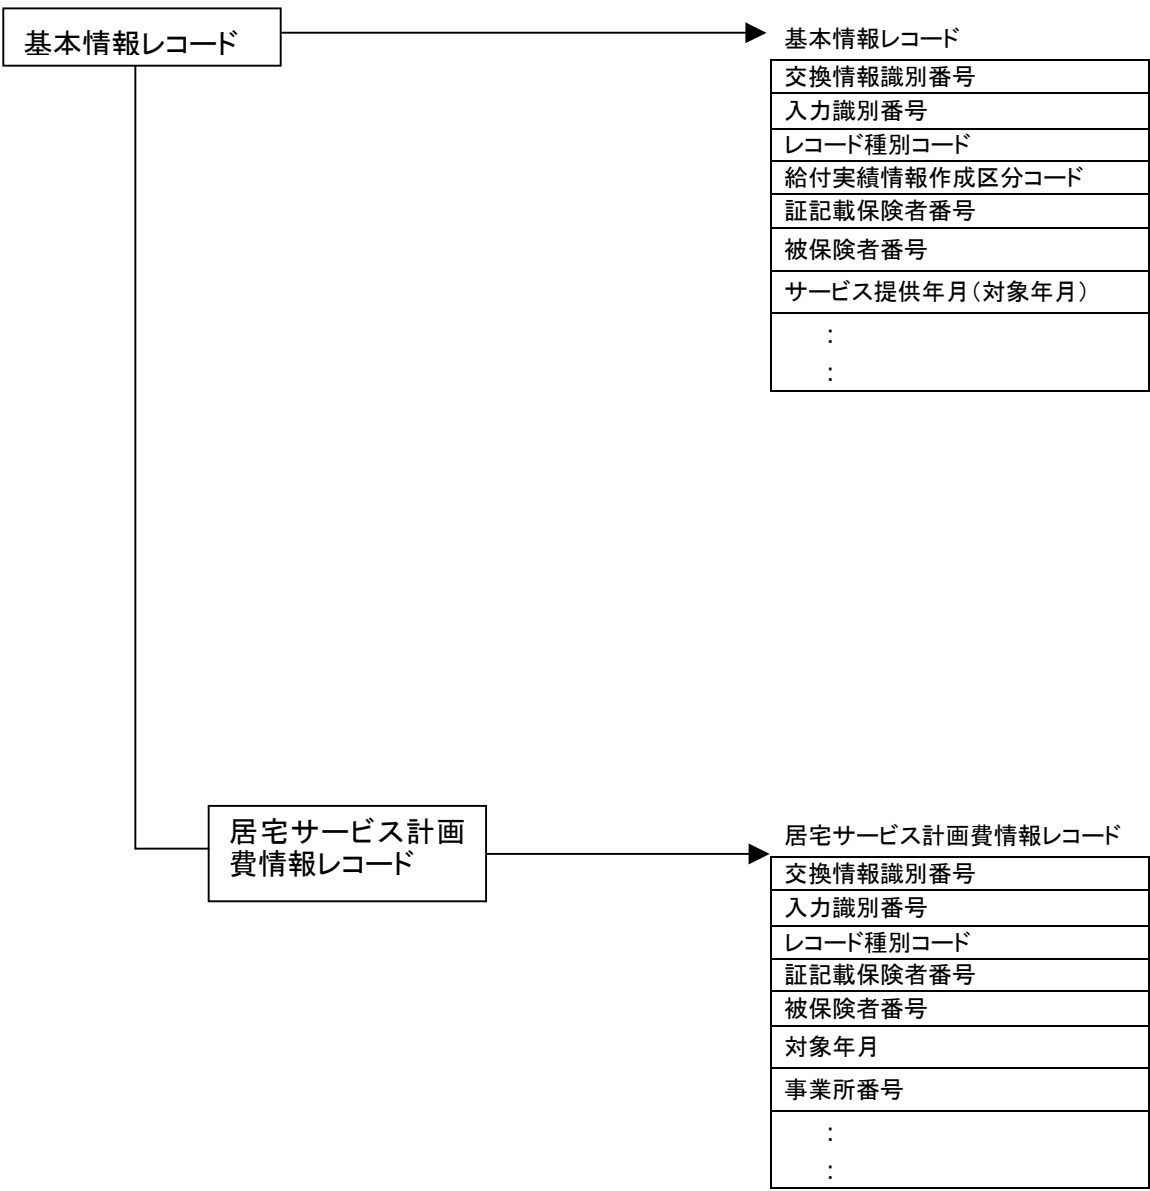 基本情報レコード
基本情報レコード
交換情報識別番号
入力識別番号
レコード種別コード
給付実績情報作成区分コード
証記載保険者番号
被保険者番号
サービス提供年月（対象年月）
：
：
居宅サービス計画
費情報レコード
居宅サービス計画費情報レコード
交換情報識別番号
入力識別番号
レコード種別コード
証記載保険者番号
被保険者番号
対象年月
事業所番号
：
：